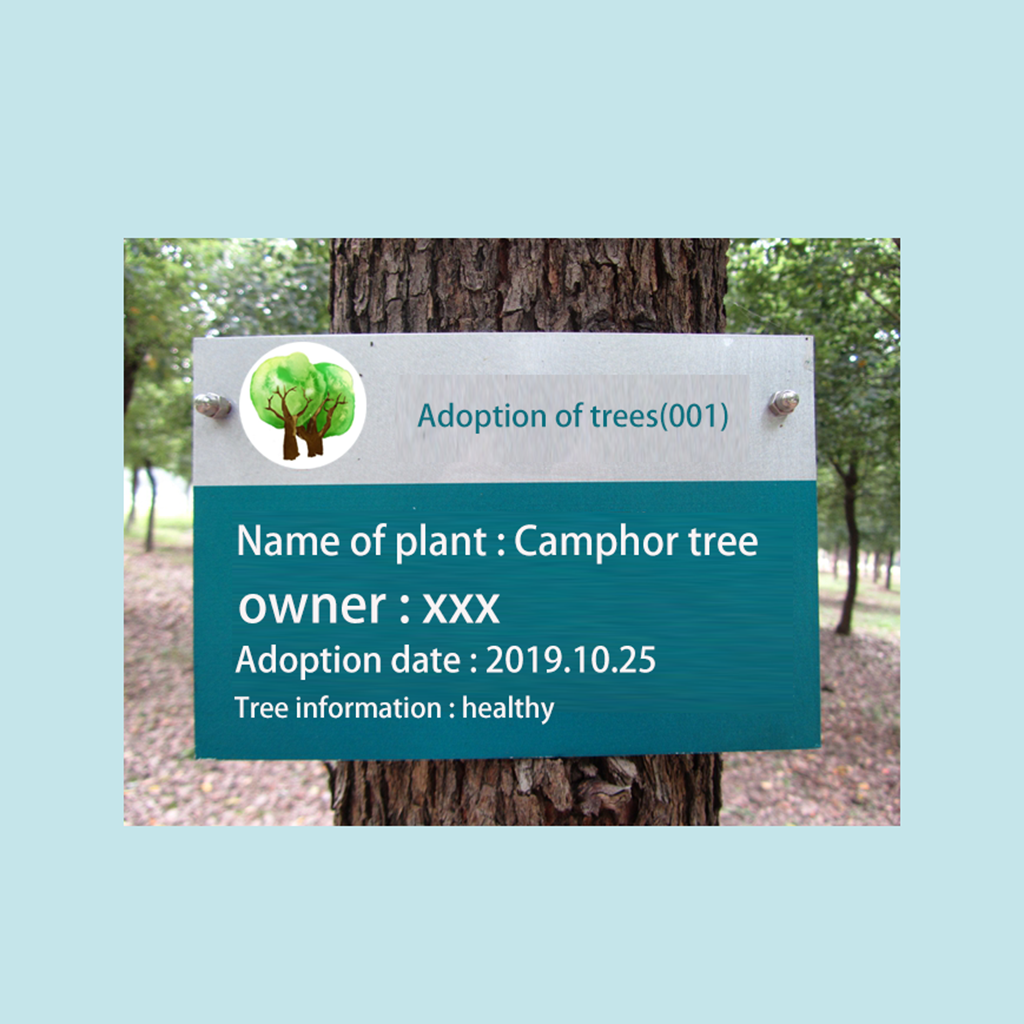 Adoption of trees(001)
Name of plant : Camphor tree
owner : xxx
Adoption date : 2019.10.25
Tree information : healthy